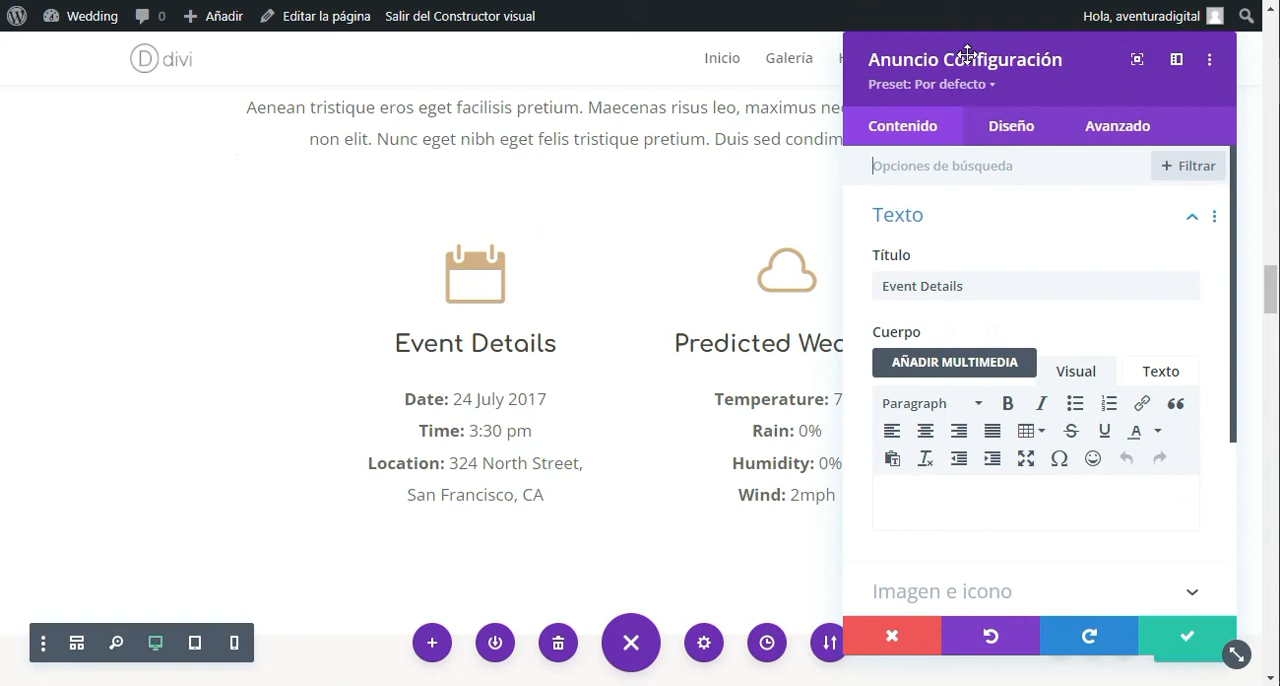 Wedding 0 Añadir Editar la página Salir del Constructor visual Hola, aventuradigital
D divi
Inicio Galería
Aenean tristique eros eget facilisis pretium. Maecenas risus leo, maximus
non elit. Nunc eget nibh eget felis tristique pretium. Duis sed
Event Details
Date: 24 July 2017
Time: 3:30 pm
Location: 324 North Street,
San Francisco, CA
Predicted
Temperature: 7
Rain: 0%
Humidity: 0%
Wind: 2mph
Anuncio Configuración
Preset: Por defecto
Contenido Diseño Avanzado
Opciones de búsqueda + Filtrar
Texto
Título
Event Details
Cuerpo
AÑADIR MULTIMEDIA Visual Texto
Paragraph B I
U A
Imagen e icono